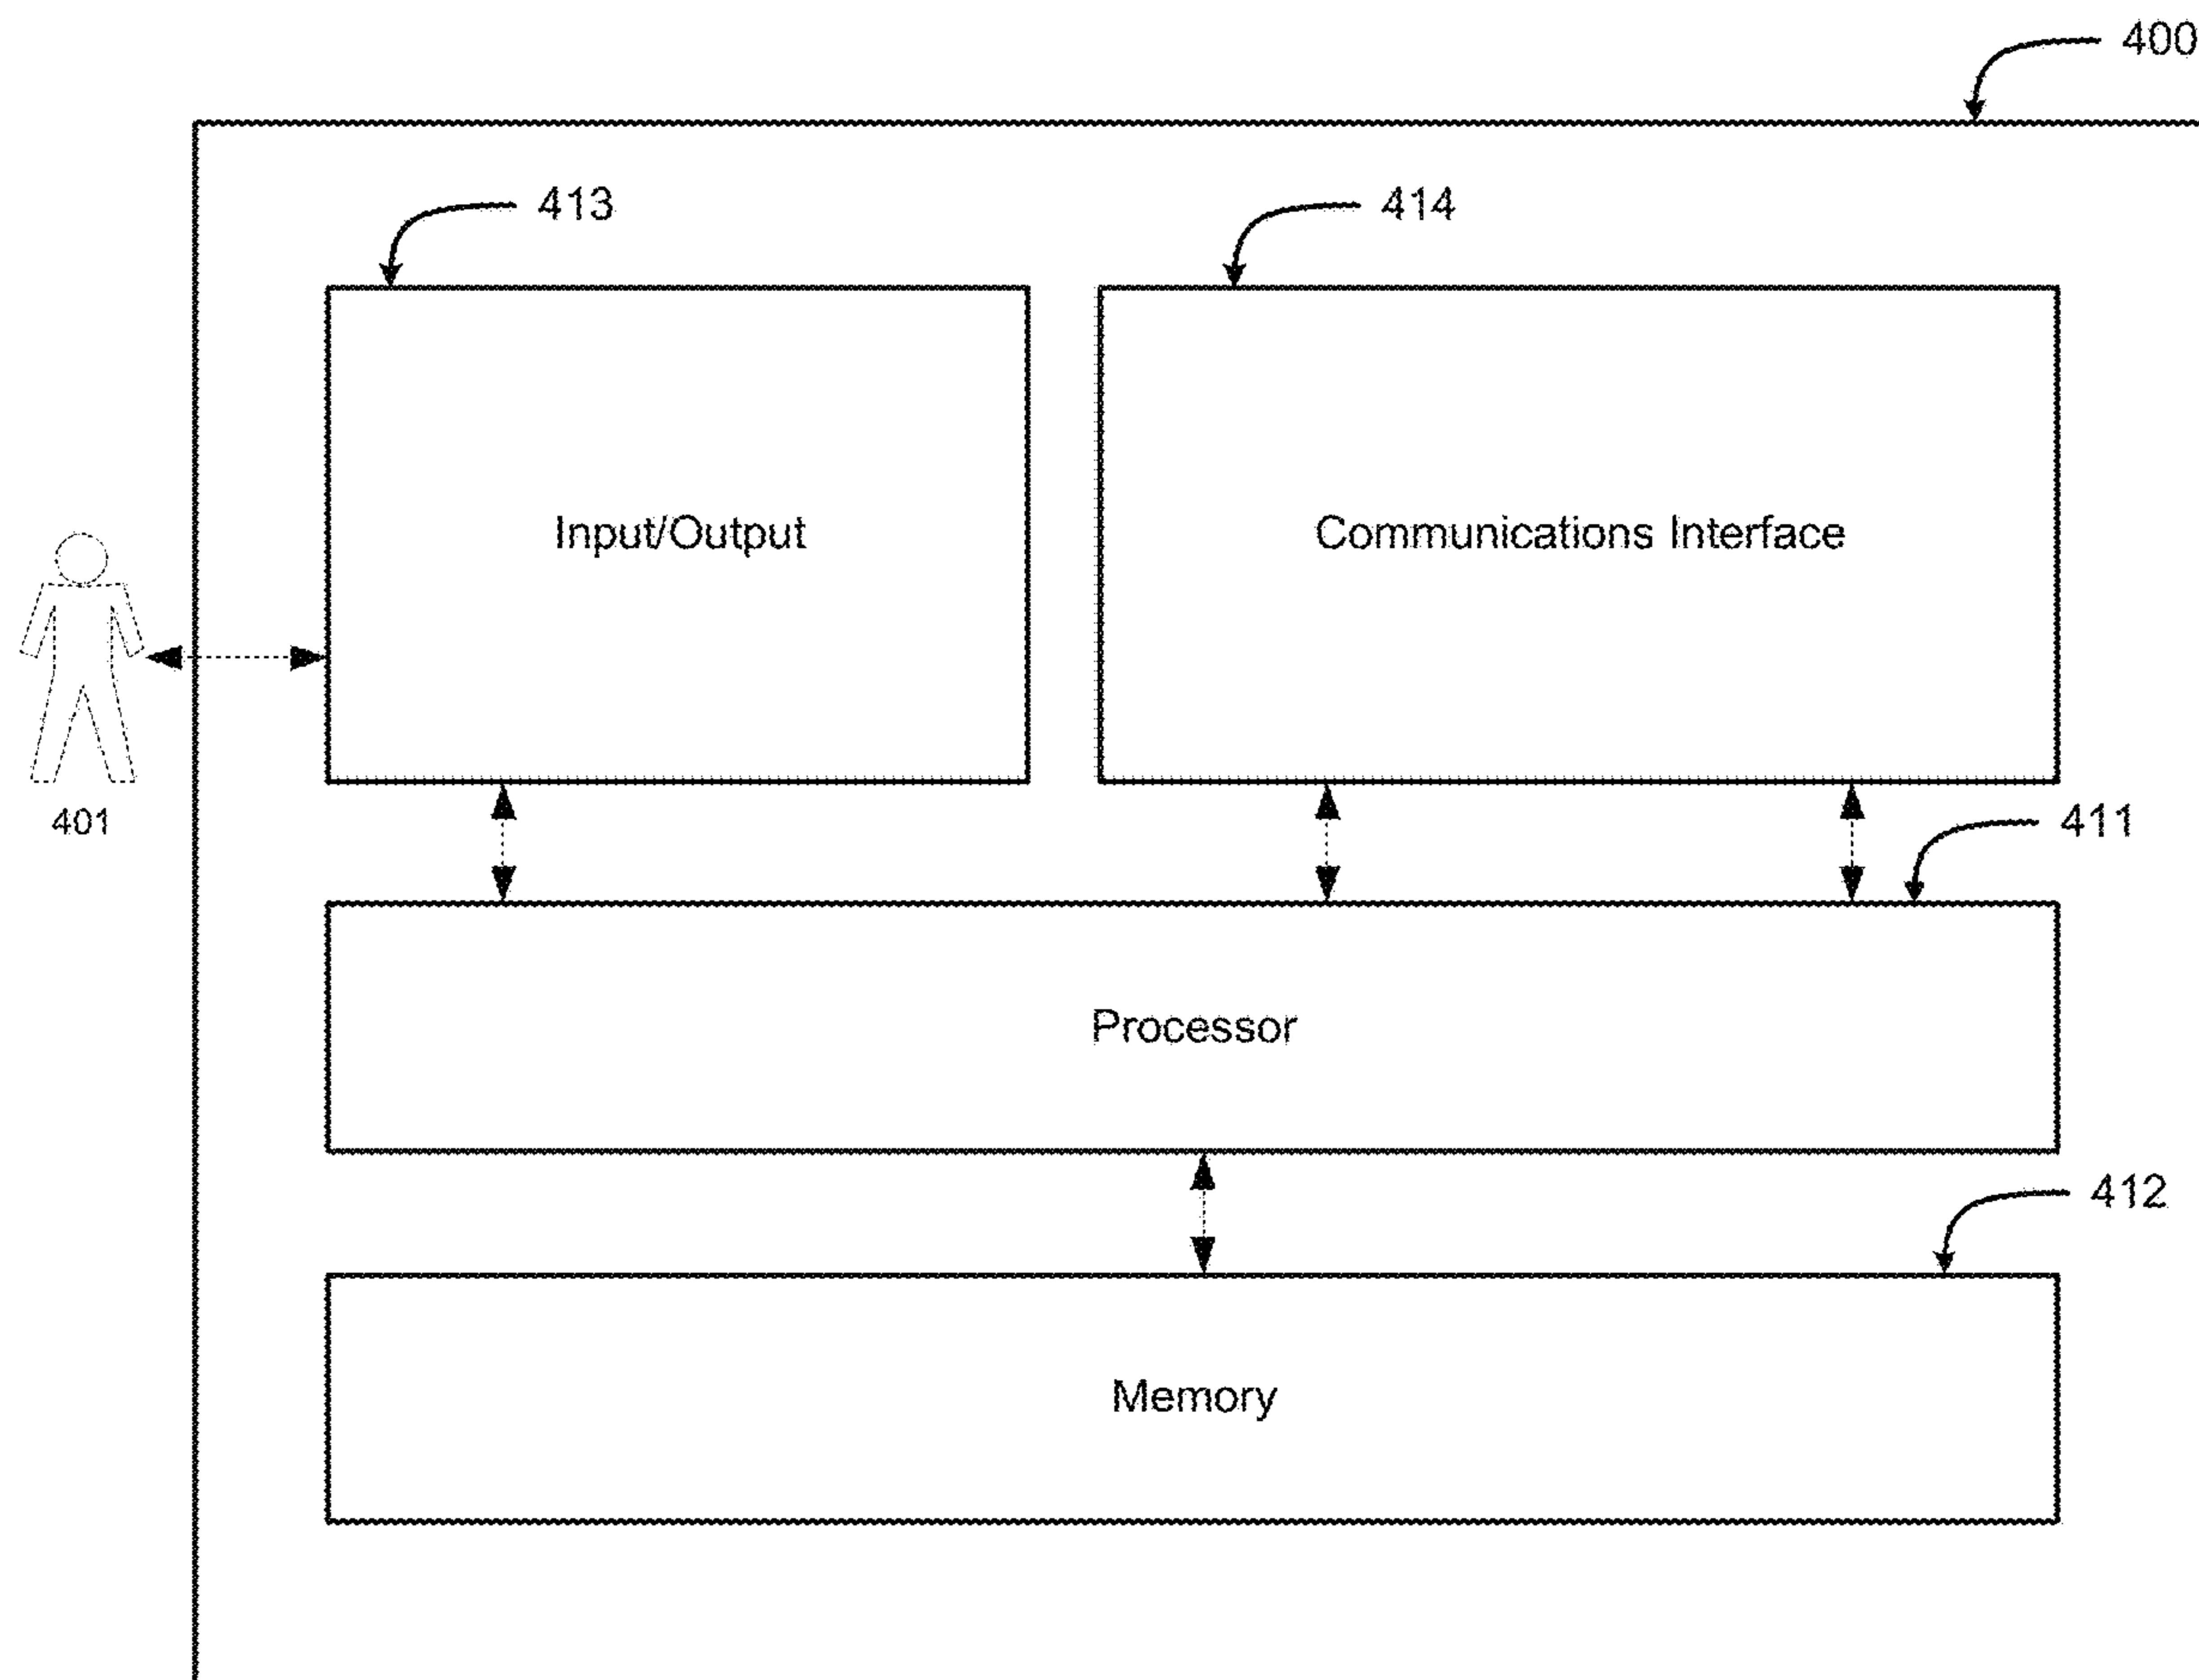 400
413
414
Input/Output
Communications Interface
401
411
Processor
412
Memory